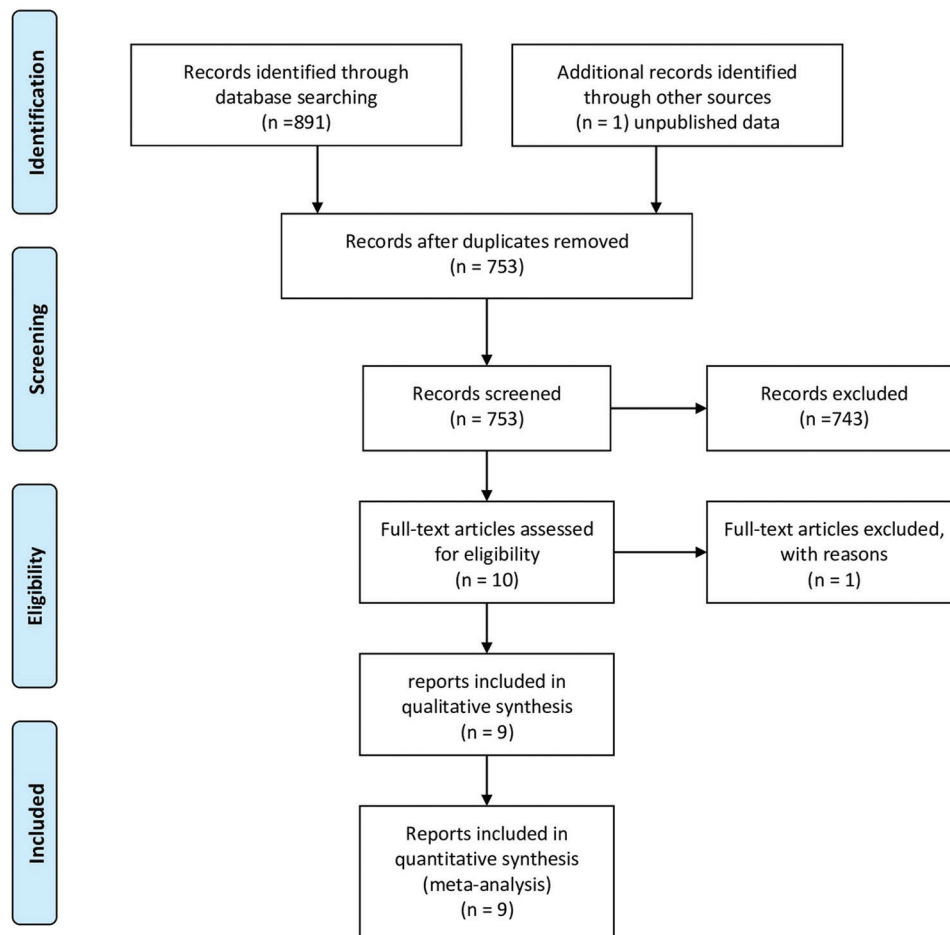 Identification
Records identified through
database searching
(n =891)
Additional records identified
through other sources
(n = 1) unpublished data
Records after duplicates removed
(n = 753)
Screening
Records screened
(n = 753)
Records excluded
(n =743)
Eligibility
Full-text articles assessed
for eligibility
(n = 10)
Full-text articles excluded,
with reasons
(n = 1)
reports included in
qualitative synthesis
(n = 9)
Included
Reports included in
quantitative synthesis
(meta-analysis)
(n = 9)